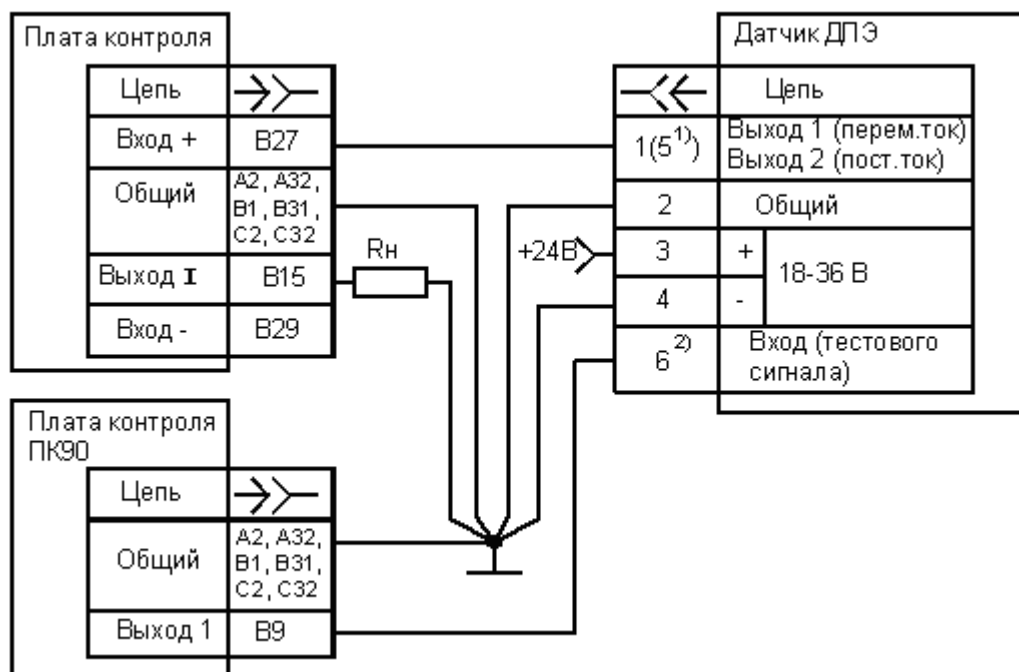 Плата контроля
Цепь
Вход +
B27
Общий
A2, A32,
B1, B31,
C2, C32
Выход I
B15
Вход -
B29
Rн
+24В
Датчик ДПЭ
Цепь
1(5¹⁾)
Выход 1 (перем.ток)
Выход 2 (пост.ток)
2
Общий
3
+
18-36 В
4
-
6²⁾
Вход (тестового
сигнала)
Плата контроля
ПК90
Цепь
Общий
A2, A32,
B1, B31,
C2, C32
Выход 1
B9